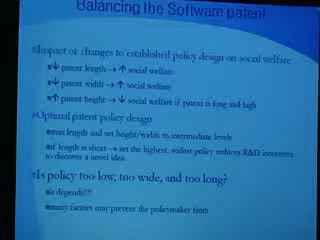 Balancing the Software patent
Impact of changes to established policy design on social welfare
↓ patent length → ↑ social welfare
↓ patent width → ↑ social welfare
↑ patent height → ↓ social welfare if patent is long and high
Optimal patent policy design
max length and set height/width to intermediate levels
if length is short → set the highest, widest policy reduces R&D incentives
to discover a novel idea.
Is policy too low, too wide, and too long?
it depends!!!
many factors may prevent the policymaker from